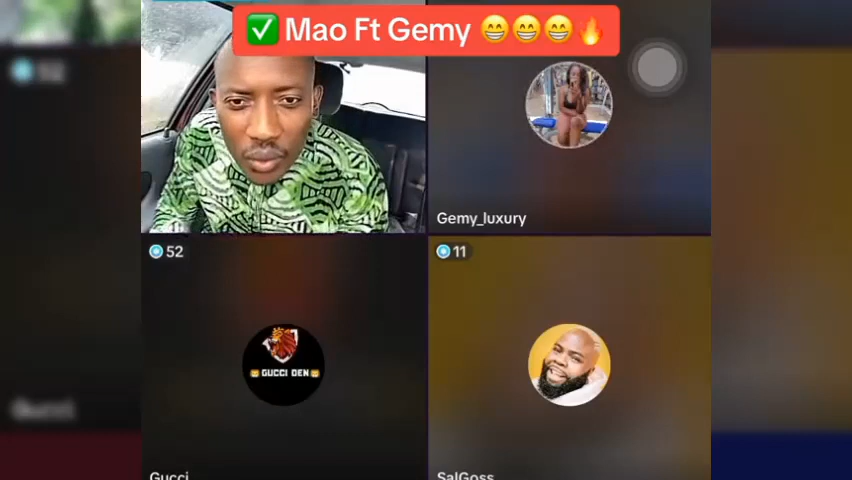 ✅ Mao Ft Gemy 😁😁😁🔥
Gemy_luxury
52
11
🦁 GUCCI DEN 🦁
Gucci
SalGoss